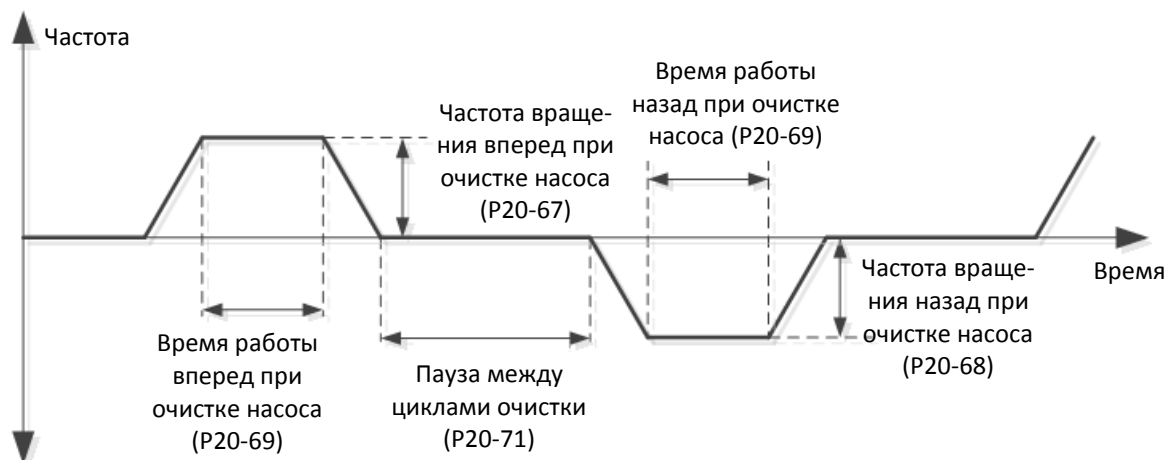 Частота
Время работы
назад при очистке
насоса (P20-69)
Частота враще-
ния вперед при
очистке насоса
(P20-67)
Время
Частота враще-
ния назад при
очистке насоса
(P20-68)
Время работы
вперед при
очистке насоса
(P20-69)
Пауза между
циклами очистки
(P20-71)